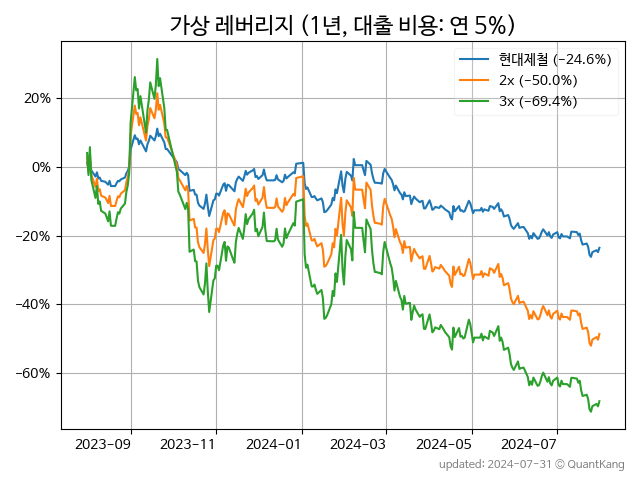 가상 레버리지 (1년, 대출 비용: 연 5%)
현대제철 (−24.6%)
2x (−50.0%)
3x (−69.4%)
20%
0%
−20%
−40%
−60%
2023-09 2023-11 2024-01 2024-03 2024-05 2024-07
updated: 2024-07-31 © QuantKang